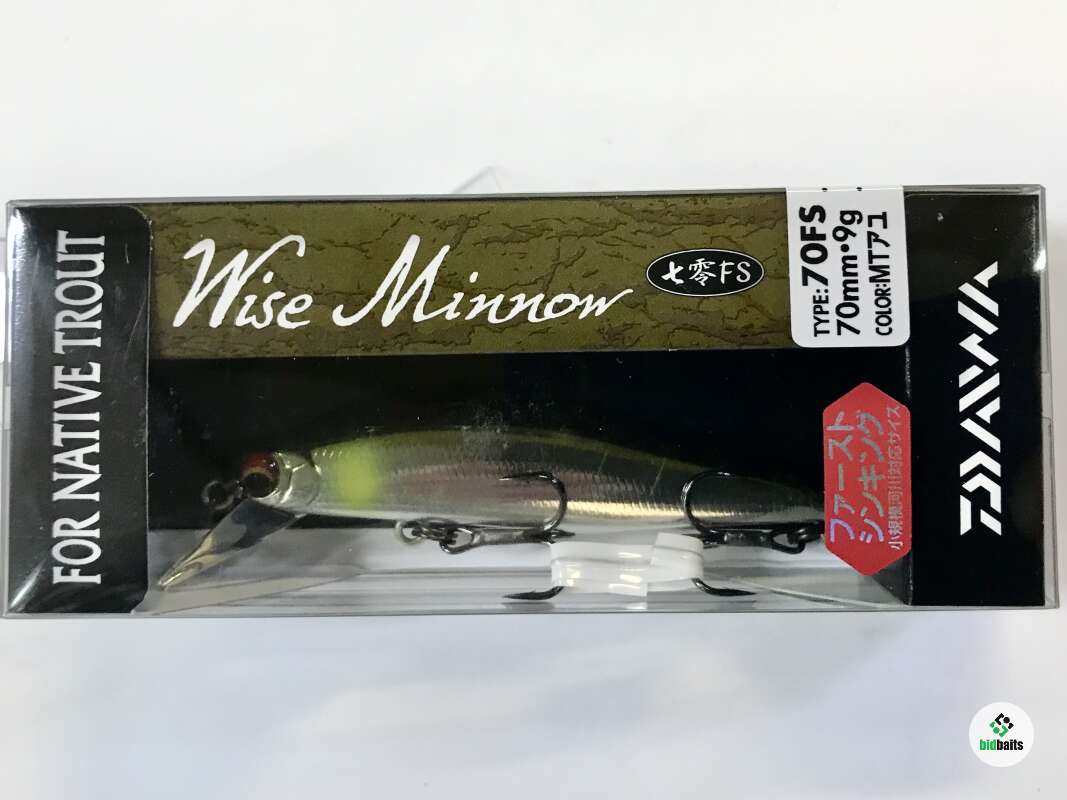 FOR NATIVE TROUT
Wise Minnow
七零FS
TYPE:70FS
70mm•9g
COLOR:MTアユ
DAIWA
ファースト
シンキング
小規模河川対応サイズ
bidbaits